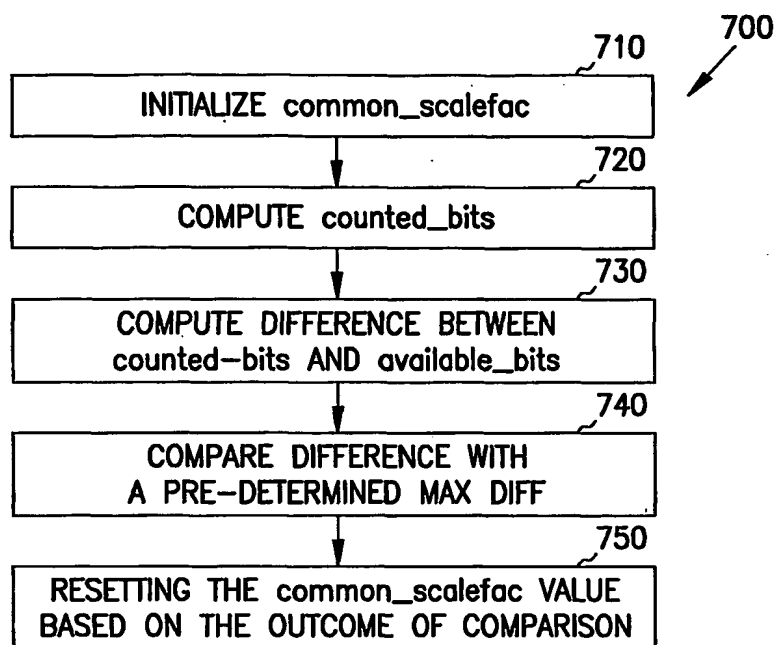 700
710
INITIALIZE common_scalefac
720
COMPUTE counted_bits
730
COMPUTE DIFFERENCE BETWEEN
counted-bits AND available_bits
740
COMPARE DIFFERENCE WITH
A PRE-DETERMINED MAX DIFF
750
RESETTING THE common_scalefac VALUE
BASED ON THE OUTCOME OF COMPARISON